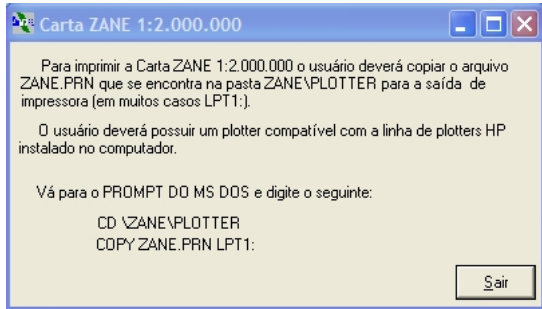 Carta ZANE 1:2.000.000
Para imprimir a Carta ZANE 1:2.000.000 o usuário deverá copiar o arquivo
ZANE.PRN que se encontra na pasta ZANE\PLOTTER para a saída de
impressora (em muitos casos LPT1:).
O usuário deverá possuir um plotter compatível com a linha de plotters HP
instalado no computador.
Vá para o PROMPT DO MS DOS e digite o seguinte:
CD \ZANE\PLOTTER
COPY ZANE.PRN LPT1:
Sair